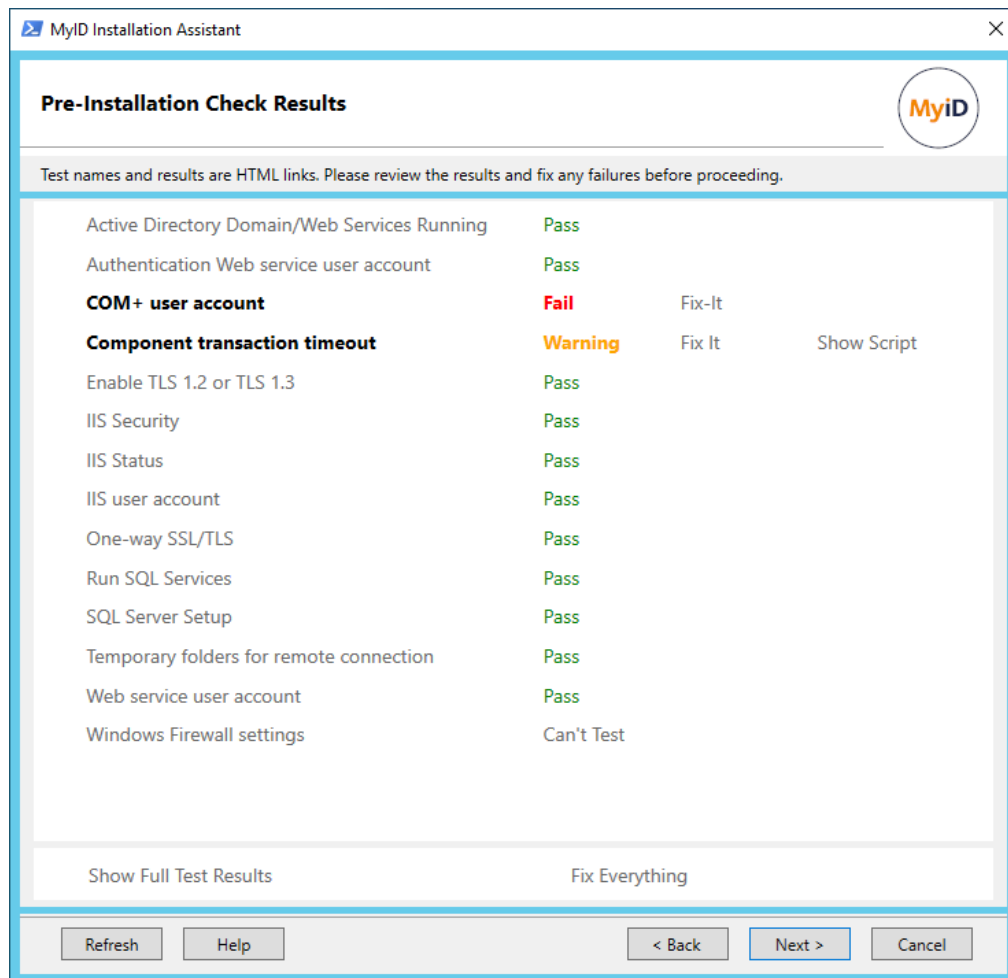 MyID Installation Assistant
Pre-Installation Check Results
MyiD
Test names and results are HTML links. Please review the results and fix any failures before proceeding.
Active Directory Domain/Web Services Running Pass
Authentication Web service user account Pass
COM+ user account Fail Fix-It
Component transaction timeout Warning Fix It Show Script
Enable TLS 1.2 or TLS 1.3 Pass
IIS Security Pass
IIS Status Pass
IIS user account Pass
One-way SSL/TLS Pass
Run SQL Services Pass
SQL Server Setup Pass
Temporary folders for remote connection Pass
Web service user account Pass
Windows Firewall settings Can't Test
Show Full Test Results Fix Everything
Refresh Help < Back Next > Cancel